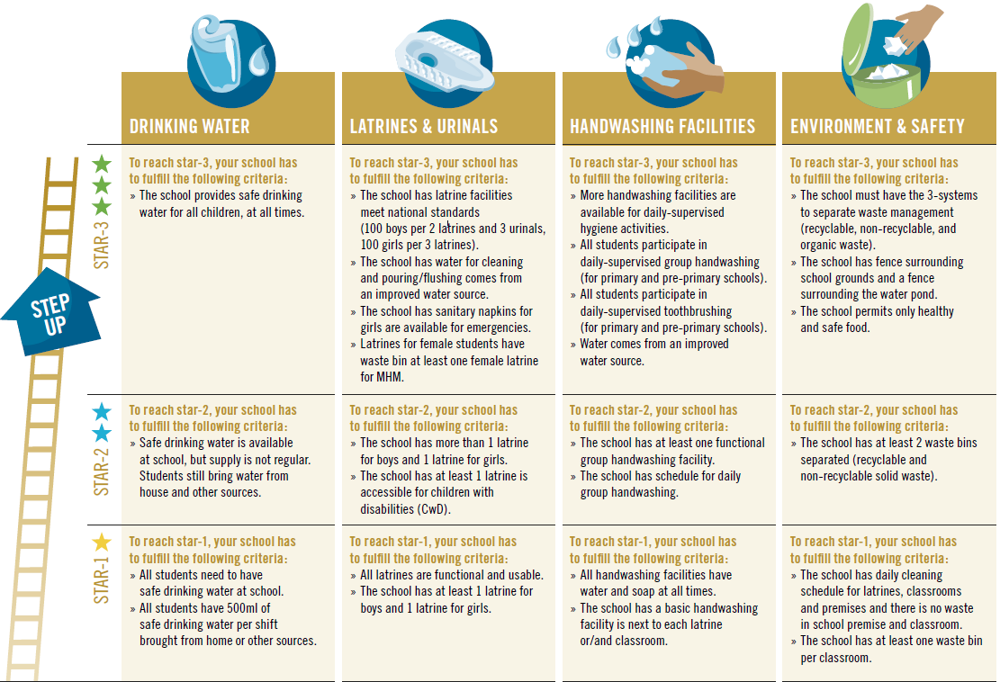 DRINKING WATER
LATRINES & URINALS
HANDWASHING FACILITIES
ENVIRONMENT & SAFETY
STEP
UP
STAR-3
To reach star-3, your school has
to fulfill the following criteria:
» The school provides safe drinking
water for all children, at all times.
To reach star-3, your school has
to fulfill the following criteria:
» The school has latrine facilities
meet national standards
(100 boys per 2 latrines and 3 urinals,
100 girls per 3 latrines).
» The school has water for cleaning
and pouring/flushing comes from
an improved water source.
» The school has sanitary napkins for
girls are available for emergencies.
» Latrines for female students have
waste bin at least one female latrine
for MHM.
To reach star-3, your school has
to fulfill the following criteria:
» More handwashing facilities are
available for daily-supervised
hygiene activities.
» All students participate in
daily-supervised group handwashing
(for primary and pre-primary schools).
» All students participate in
daily-supervised toothbrushing
(for primary and pre-primary schools).
» Water comes from an improved
water source.
To reach star-3, your school has
to fulfill the following criteria:
» The school must have the 3-systems
to separate waste management
(recyclable, non-recyclable, and
organic waste).
» The school has fence surrounding
school grounds and a fence
surrounding the water pond.
» The school permits only healthy
and safe food.
STAR-2
To reach star-2, your school has
to fulfill the following criteria:
» Safe drinking water is available
at school, but supply is not regular.
Students still bring water from
house and other sources.
To reach star-2, your school has
to fulfill the following criteria:
» The school has more than 1 latrine
for boys and 1 latrine for girls.
» The school has at least 1 latrine is
accessible for children with
disabilities (CwD).
To reach star-2, your school has
to fulfill the following criteria:
» The school has at least one functional
group handwashing facility.
» The school has schedule for daily
group handwashing.
To reach star-2, your school has
to fulfill the following criteria:
» The school has at least 2 waste bins
separated (recyclable and
non-recyclable solid waste).
STAR-1
To reach star-1, your school has
to fulfill the following criteria:
» All students need to have
safe drinking water at school.
» All students have 500ml of
safe drinking water per shift
brought from home or other sources.
To reach star-1, your school has
to fulfill the following criteria:
» All latrines are functional and usable.
» The school has at least 1 latrine for
boys and 1 latrine for girls.
To reach star-1, your school has
to fulfill the following criteria:
» All handwashing facilities have
water and soap at all times.
» The school has a basic handwashing
facility is next to each latrine
or/and classroom.
To reach star-1, your school has
to fulfill the following criteria:
» The school has daily cleaning
schedule for latrines, classrooms
and premises and there is no waste
in school premise and classroom.
» The school has at least one waste bin
per classroom.